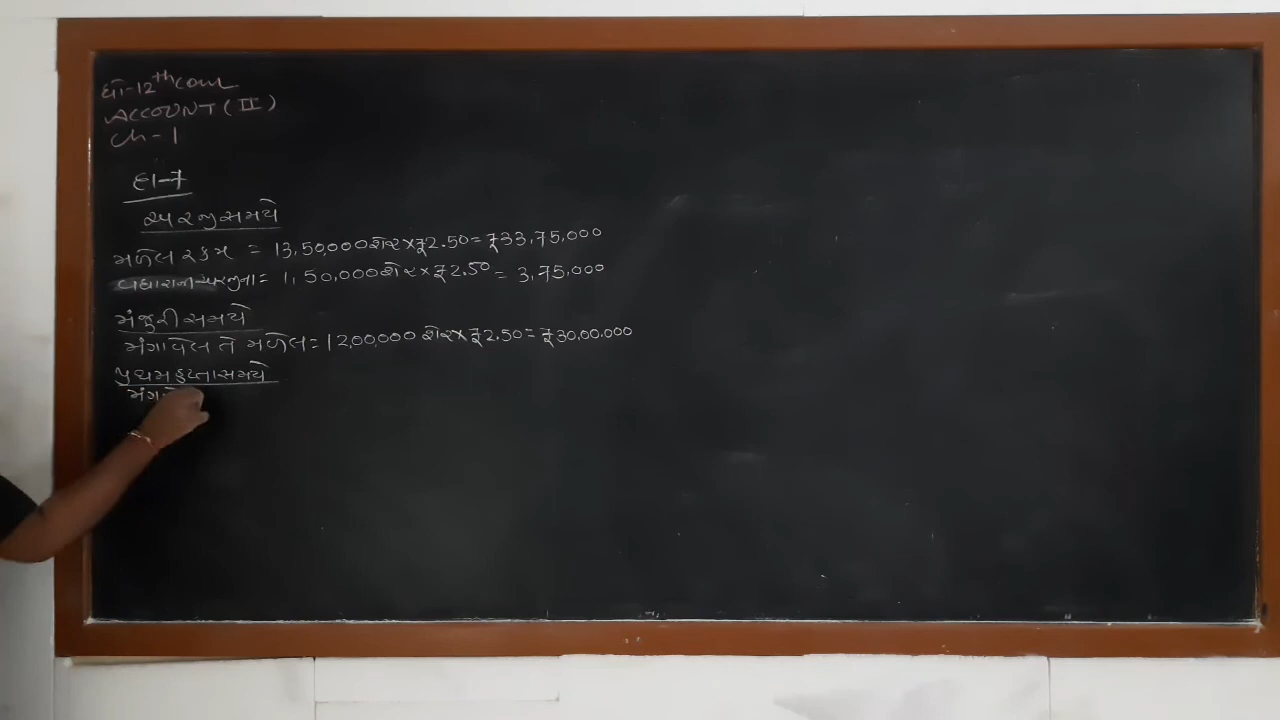 ધો-12th com
ACCOUNT (II)
Ch-1
દા-7
અરજી સમયે
મળેલ રકમ = 13,50,000 શેર × ₹2.50 = ₹33,75,000
વધારાના અરજીના = 1,50,000 શેર × ₹2.50 = 3,75,000
મંજુરી સમયે
મંગાવેલ તે મળેલ = 12,00,000 શેર × ₹2.50 = ₹30,00,000
પ્રથમ હપ્તા સમયે